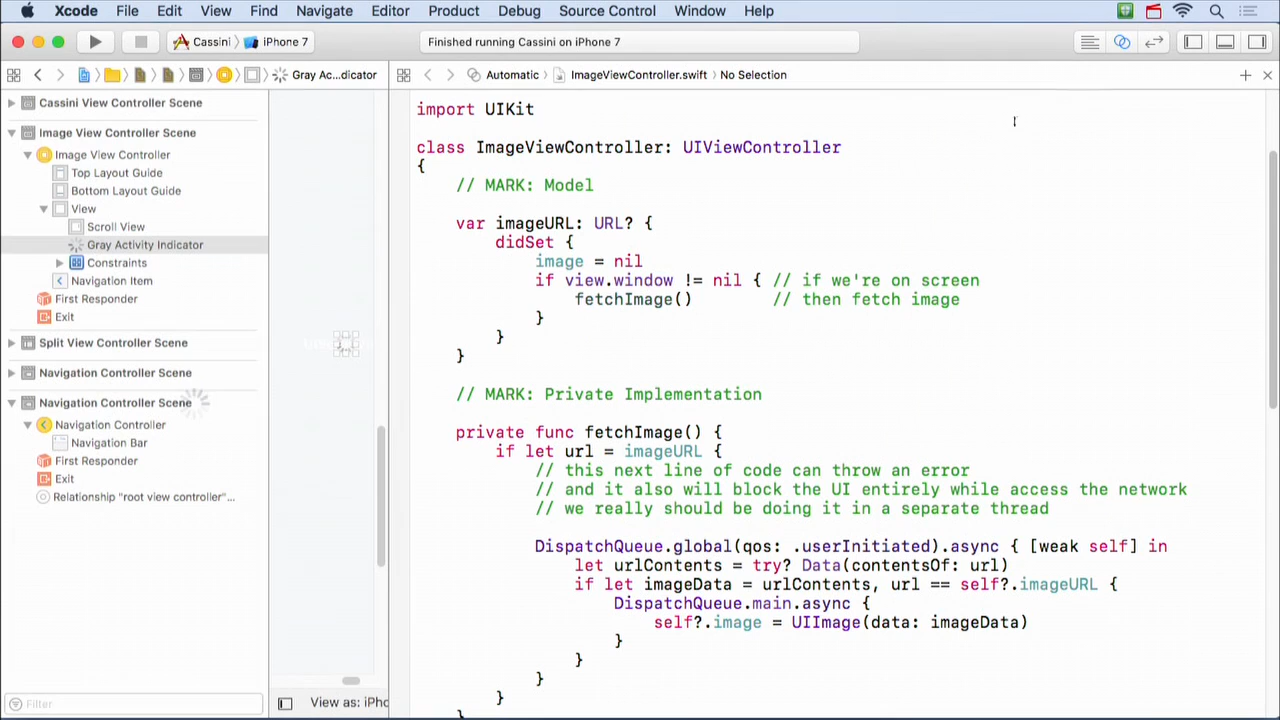 Xcode File Edit View Find Navigate Editor Product Debug Source Control Window Help
Cassini iPhone 7 Finished running Cassini on iPhone 7
Gray Ac...dicator Automatic ImageViewController.swift No Selection
Cassini View Controller Scene
Image View Controller Scene
Image View Controller
Top Layout Guide
Bottom Layout Guide
View
Scroll View
Gray Activity Indicator
Constraints
Navigation Item
First Responder
Exit
Split View Controller Scene
Navigation Controller Scene
Navigation Controller Scene
Navigation Controller
Navigation Bar
First Responder
Exit
Relationship "root view controller"...
Filter
View as: iPho
import UIKit
class ImageViewController: UIViewController
{
// MARK: Model
var imageURL: URL? {
didSet {
image = nil
if view.window != nil { // if we're on screen
fetchImage() // then fetch image
}
}
}
// MARK: Private Implementation
private func fetchImage() {
if let url = imageURL {
// this next line of code can throw an error
// and it also will block the UI entirely while access the network
// we really should be doing it in a separate thread
DispatchQueue.global(qos: .userInitiated).async { [weak self] in
let urlContents = try? Data(contentsOf: url)
if let imageData = urlContents, url == self?.imageURL {
DispatchQueue.main.async {
self?.image = UIImage(data: imageData)
}
}
}
}
}